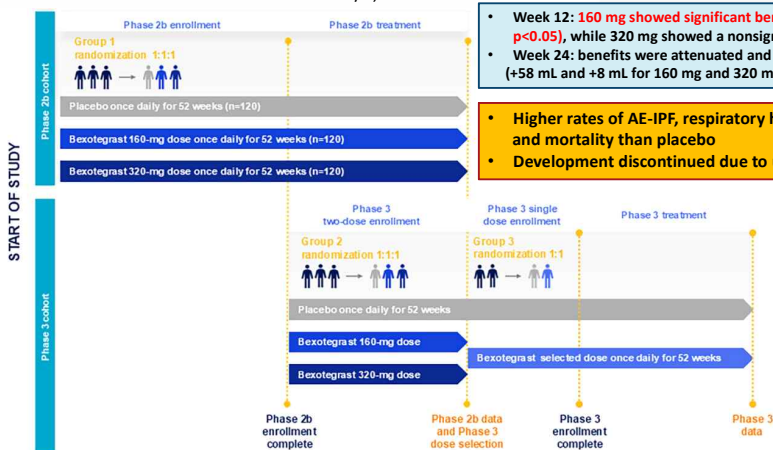 Phase 2b enrollment
Phase 2b treatment
Group 1
randomization 1:1:1
Placebo once daily for 52 weeks (n=120)
Bexotegrast 160-mg dose once daily for 52 weeks (n=120)
Bexotegrast 320-mg dose once daily for 52 weeks (n=120)
Phase 2b cohort
START OF STUDY
• Week 12: 160 mg showed significant
p<0.05), while 320 mg showed a
• Week 24: benefits were attenuated and
(+58 mL and +8 mL for 160 mg and 320
• Higher rates of AE-IPF, respiratory
and mortality than placebo
• Development discontinued due to
Phase 3
two-dose enrollment
Phase 3 single
dose enrollment
Phase 3 treatment
Group 2
randomization 1:1:1
Group 3
randomization 1:1
Placebo once daily for 52 weeks
Bexotegrast 160-mg dose
Bexotegrast 320-mg dose
Bexotegrast selected dose once daily for 52 weeks
Phase 3 cohort
Phase 2b
enrollment
complete
Phase 2b data
and Phase 3
dose selection
Phase 3
enrollment
complete
Phase 3
data